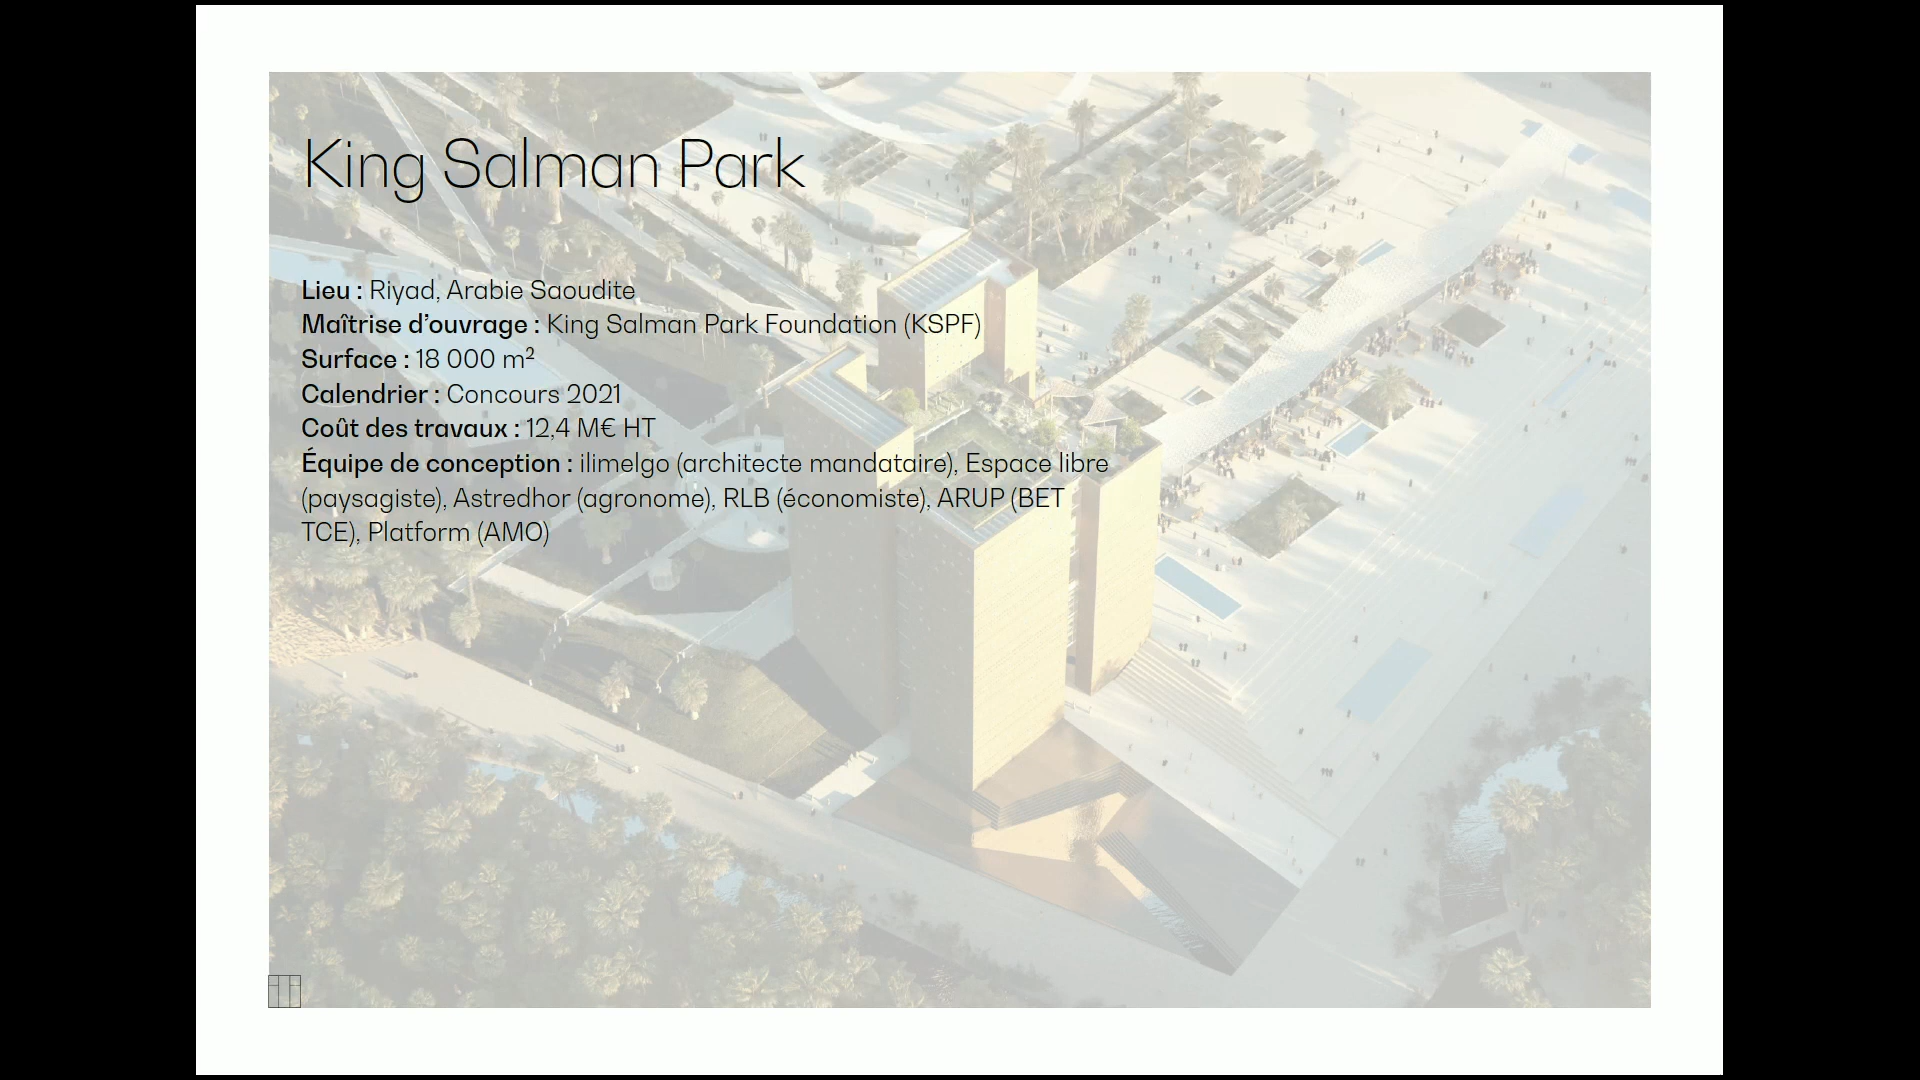 King Salman Park
Lieu : Riyad, Arabie Saoudite
Maîtrise d’ouvrage : King Salman Park Foundation (KSPF)
Surface : 18 000 m²
Calendrier : Concours 2021
Coût des travaux : 12,4 M€ HT
Équipe de conception : ilimelgo (architecte mandataire), Espace libre
(paysagiste), Astredhor (agronome), RLB (économiste), ARUP (BET
TCE), Platform (AMO)